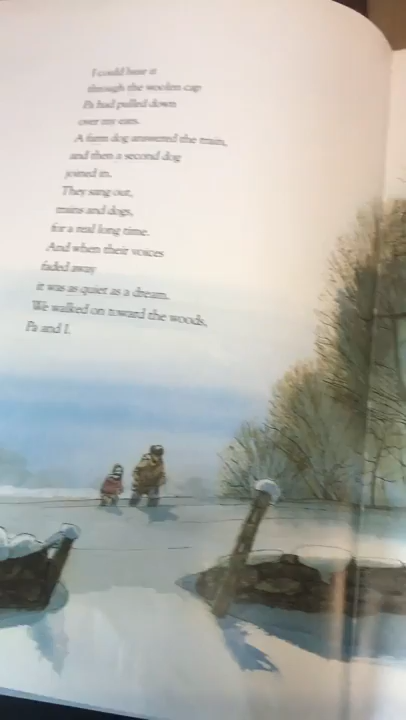 I could hear it
through the woolen cap
Pa had pulled down
over my ears.
A farm dog answered the train,
and then a second dog
joined in.
They sang out,
trains and dogs,
for a real long time.
And when their voices
faded away
it was as quiet as a dream.
We walked on toward the woods,
Pa and I.